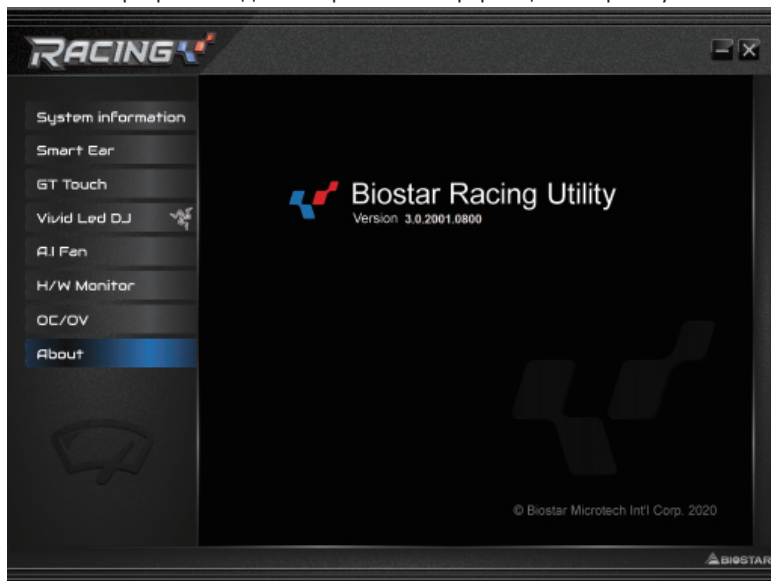 RACING
System information
Smart Ear
GT Touch
Vivid Led DJ
A.I Fan
H/W Monitor
OC/OV
About
Biostar Racing Utility
Version 3.0.2001.0800
© Biostar Microtech Int'l Corp. 2020
BIOSTAR